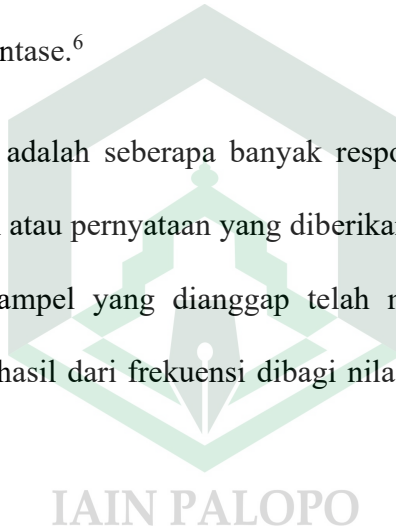 ntase.⁶
adalah seberapa banyak respo
atau pernyataan yang diberika
ampel yang dianggap telah
hasil dari frekuensi dibagi nila
IAIN PALOPO